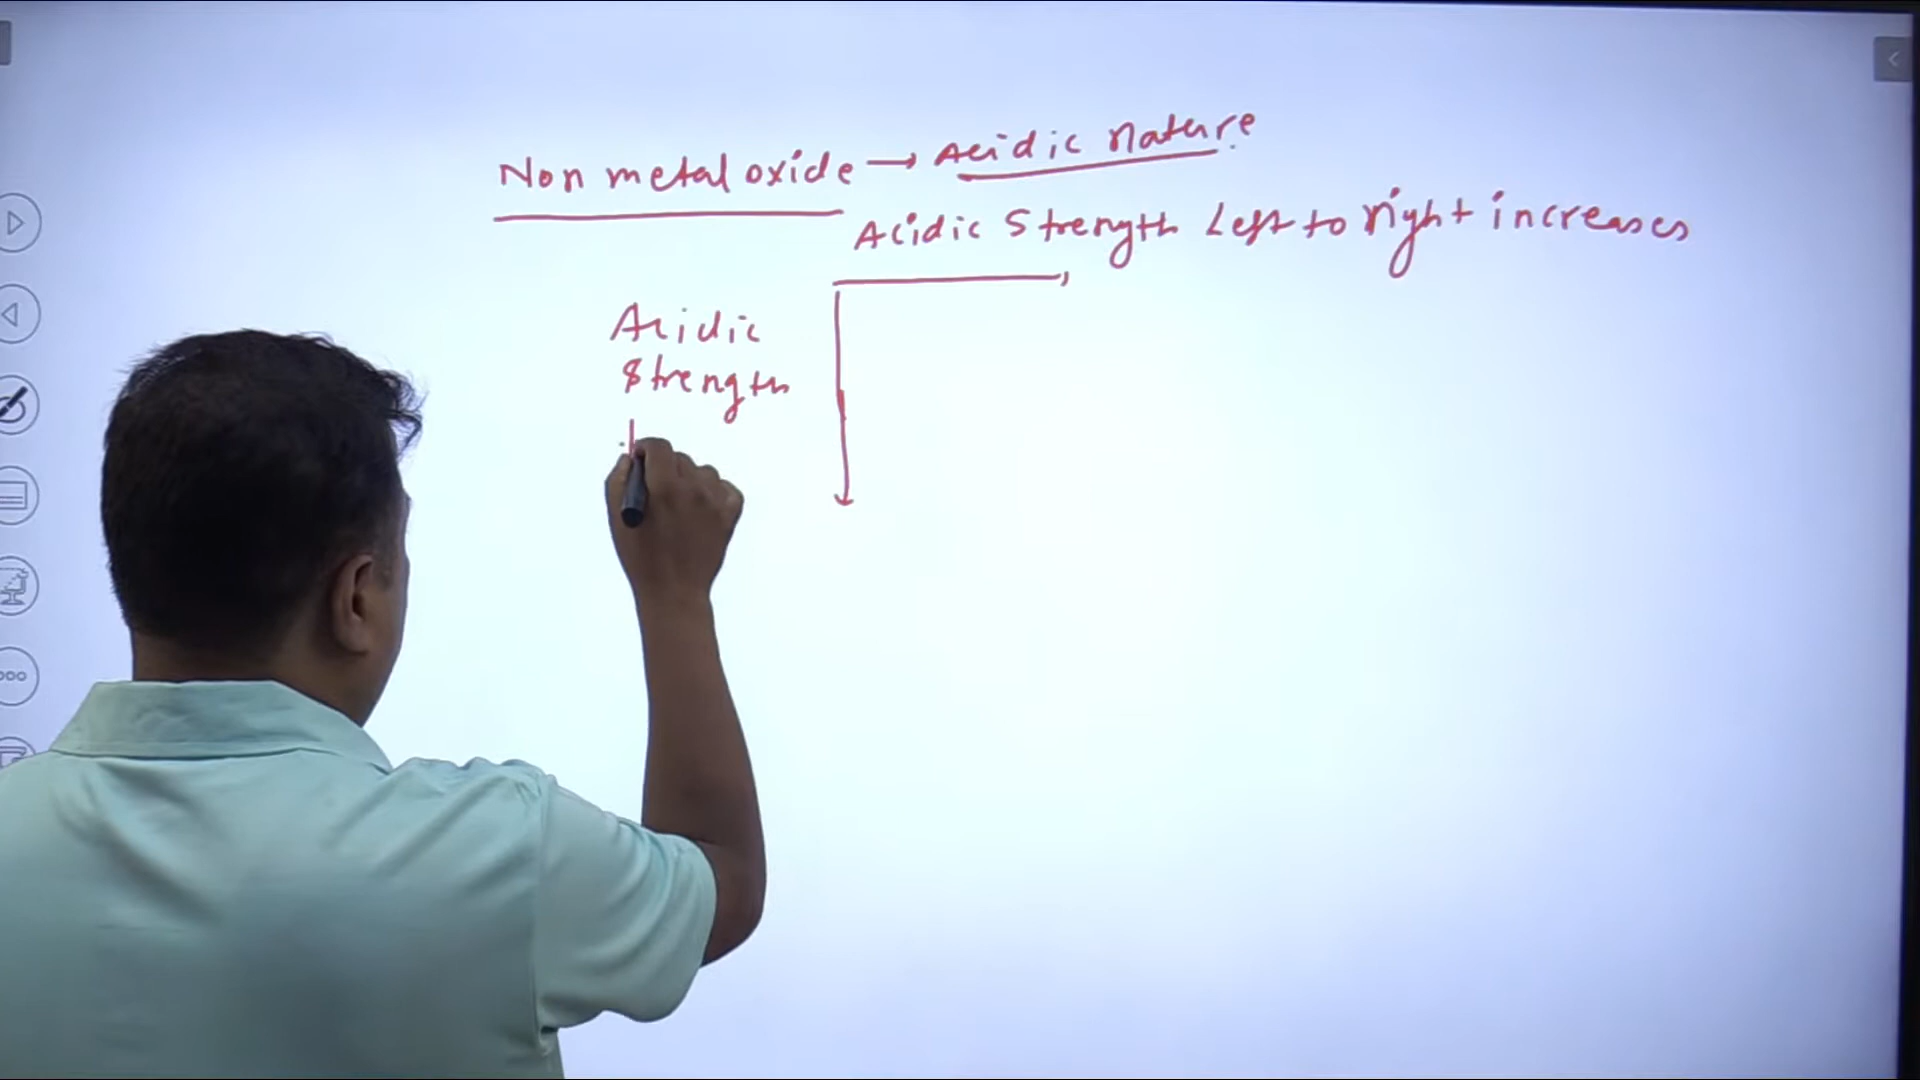 Non metal oxide → Acidic nature.
Acidic Strength Left to right increases
Acidic
Strength